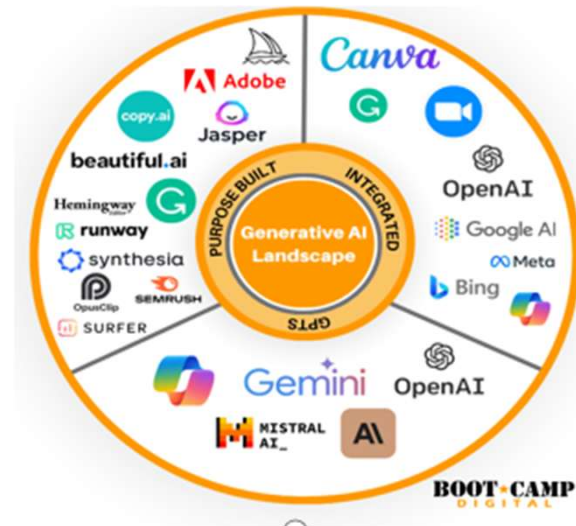 Canva
Adobe
copy.ai
Jasper
beautiful.ai
OpenAI
PURPOSE BUILT
INTEGRATED
Hemingway
Generative AI
Landscape
Google AI
runway
synthesia
Meta
OpusClip
SEMRUSH
Bing
GPTS
SURFER
Gemini
OpenAI
MISTRAL
AI_
A\
BOOT★CAMP
DIGITAL